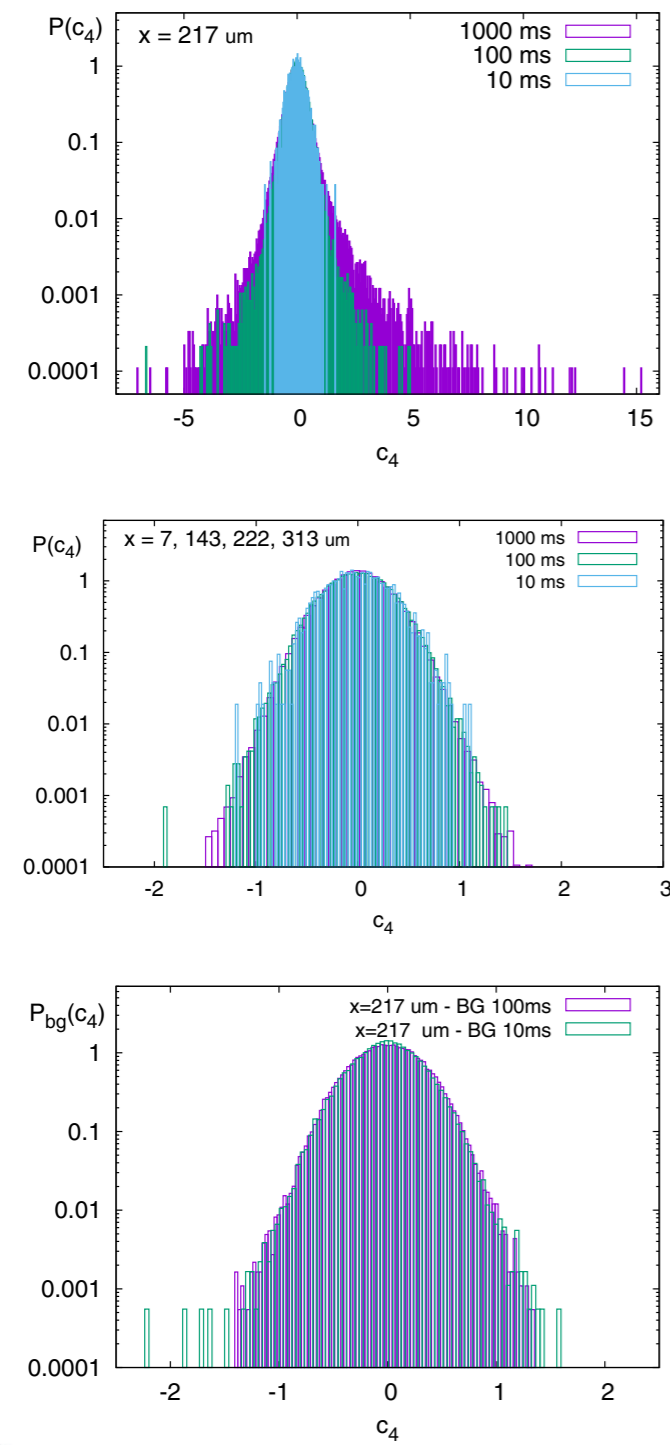 P(c₄)
x = 217 um
1000 ms
100 ms
10 ms
1
0.1
0.01
0.001
0.0001
-5 0 5 10 15
c₄
P(c₄)
x = 7, 143, 222, 313 um
1000 ms
100 ms
10 ms
1
0.1
0.01
0.001
0.0001
-2 -1 0 1 2 3
c₄
P_bg(c₄)
x=217 um - BG 100ms
x=217 um - BG 10ms
1
0.1
0.01
0.001
0.0001
-2 -1 0 1 2
c₄